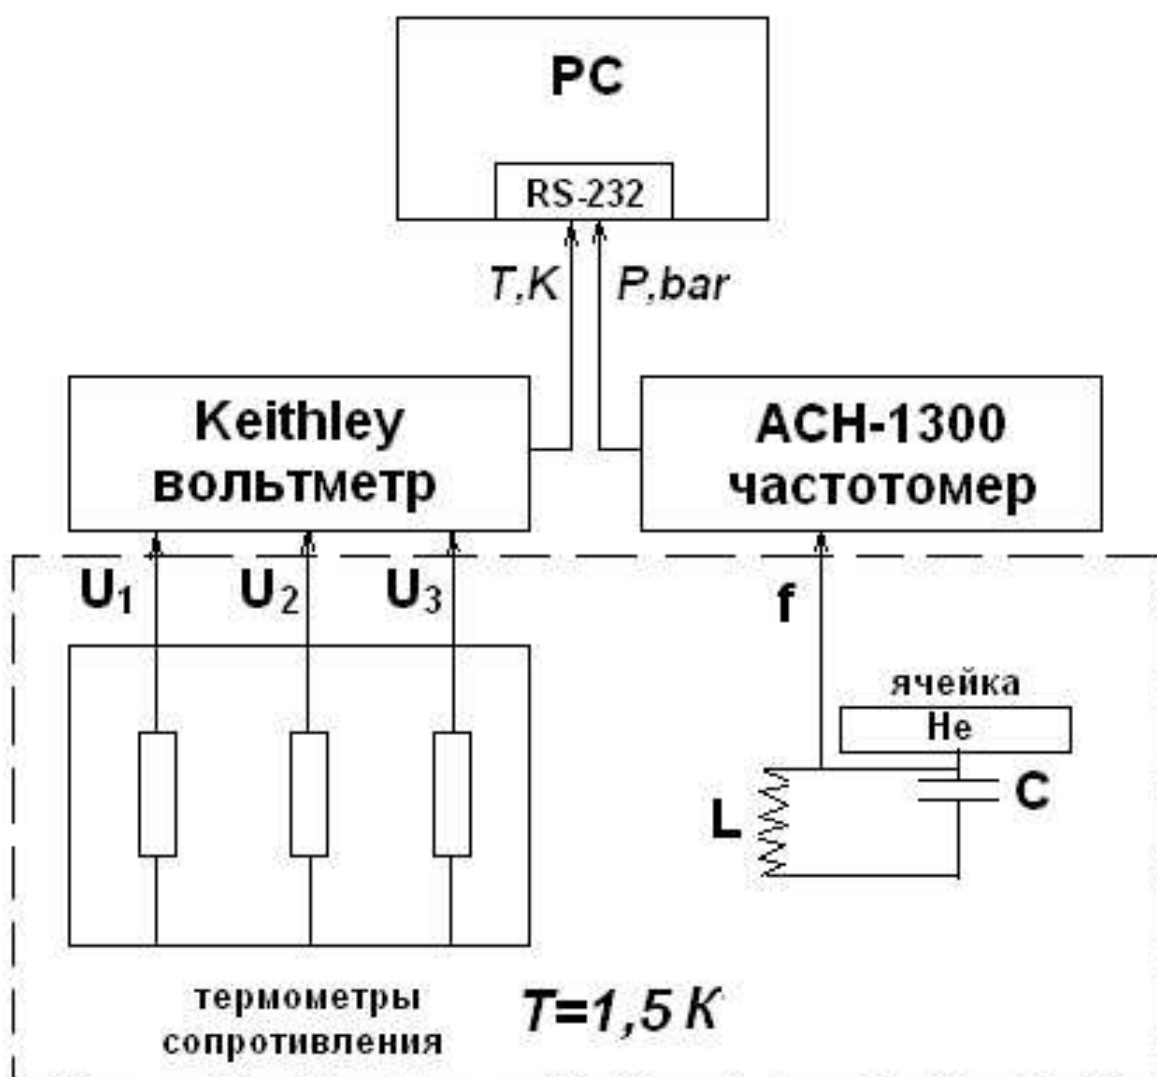 PC
RS-232
T,K P,bar
Keithley
вольтметр
ACH-1300
частотомер
U₁ U₂ U₃ f
ячейка
He
L C
термометры
сопротивления
T=1,5 K